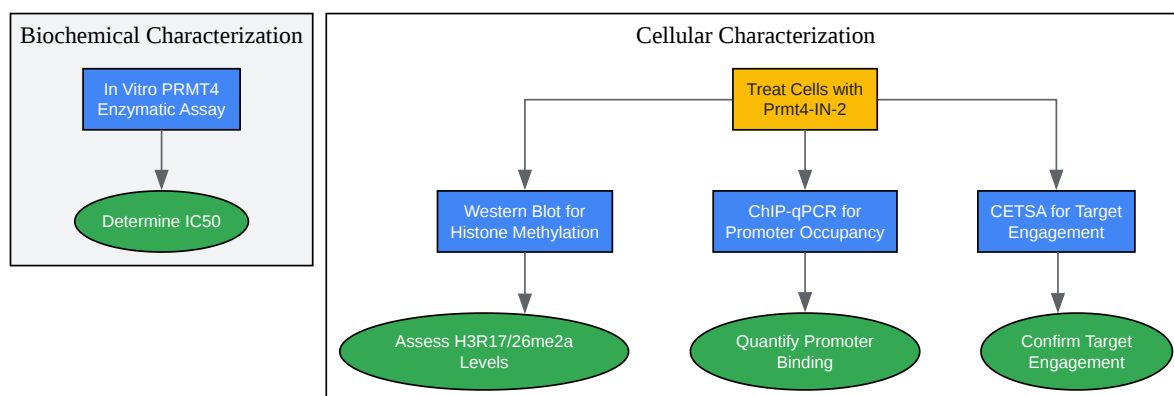 Biochemical Characterization
In Vitro PRMT4
Enzymatic Assay
Determine IC50
Cellular Characterization
Treat Cells with
Prmt4-IN-2
Western Blot for
Histone Methylation
ChIP-qPCR for
Promoter Occupancy
CETSA for Target
Engagement
Assess H3R17/26me2a
Levels
Quantify Promoter
Binding
Confirm Target
Engagement